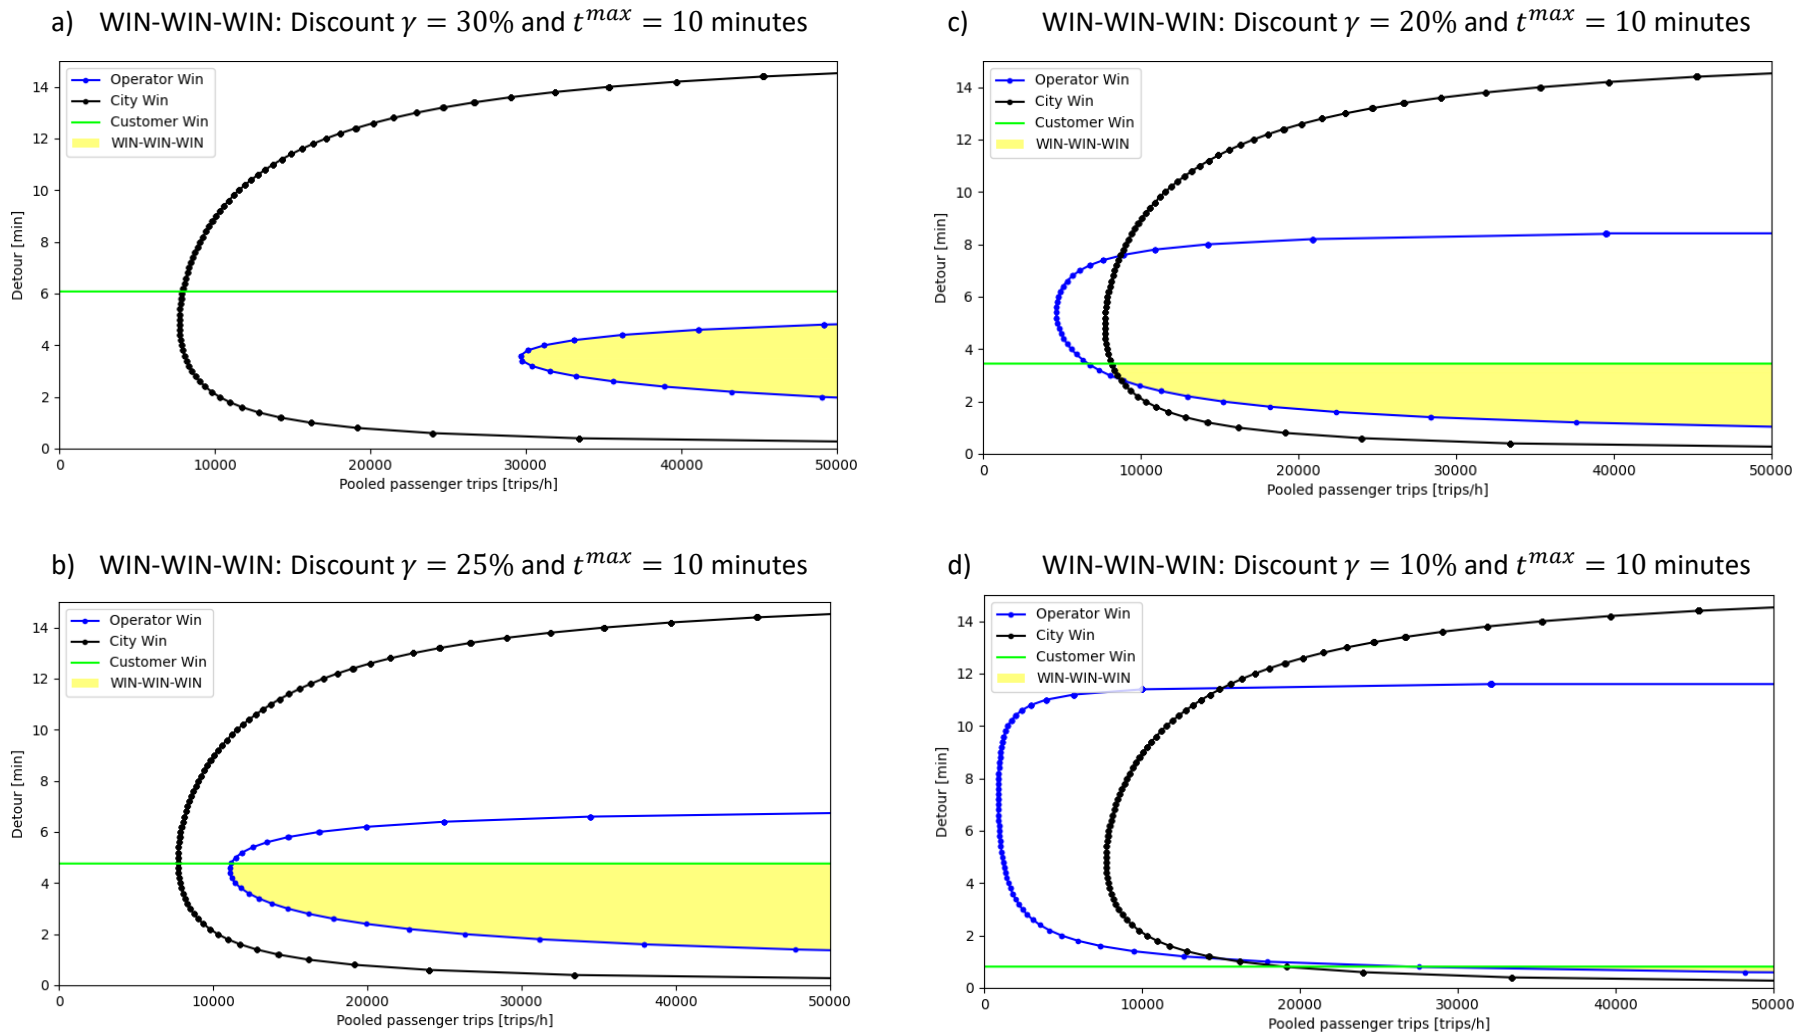 a) WIN-WIN-WIN: Discount γ = 30% and t^max = 10 minutes
Operator Win
City Win
Customer Win
WIN-WIN-WIN
Detour [min]
14
12
10
8
6
4
2
0
0 10000 20000 30000 40000 50000
Pooled passenger trips [trips/h]
c) WIN-WIN-WIN: Discount γ = 20% and t^max = 10 minutes
Operator Win
City Win
Customer Win
WIN-WIN-WIN
Detour [min]
14
12
10
8
6
4
2
0
0 10000 20000 30000 40000 50000
Pooled passenger trips [trips/h]
b) WIN-WIN-WIN: Discount γ = 25% and t^max = 10 minutes
Operator Win
City Win
Customer Win
WIN-WIN-WIN
Detour [min]
14
12
10
8
6
4
2
0
0 10000 20000 30000 40000 50000
Pooled passenger trips [trips/h]
d) WIN-WIN-WIN: Discount γ = 10% and t^max = 10 minutes
Operator Win
City Win
Customer Win
WIN-WIN-WIN
Detour [min]
14
12
10
8
6
4
2
0
0 10000 20000 30000 40000 50000
Pooled passenger trips [trips/h]